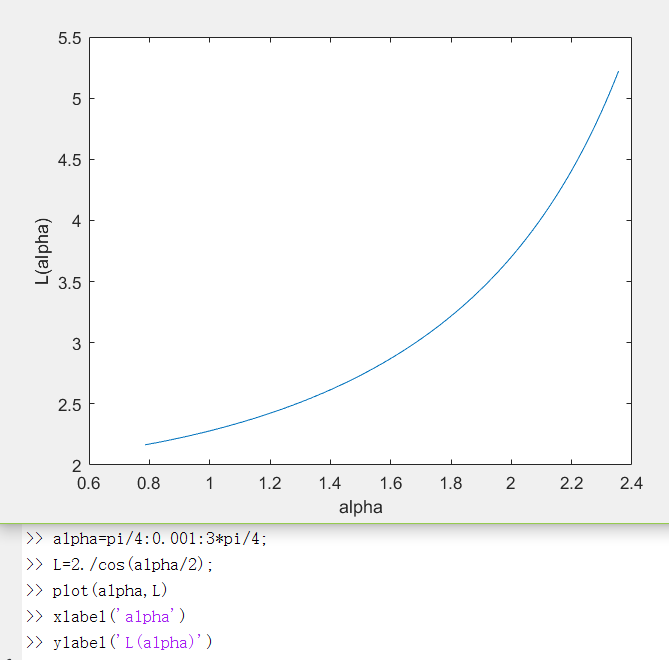 5.5
5
4.5
4
3.5
3
2.5
2
L(alpha)
0.6 0.8 1 1.2 1.4 1.6 1.8 2 2.2 2.4
alpha
>> alpha=pi/4:0.001:3*pi/4;
>> L=2./cos(alpha/2);
>> plot(alpha,L)
>> xlabel('alpha')
>> ylabel('L(alpha)')